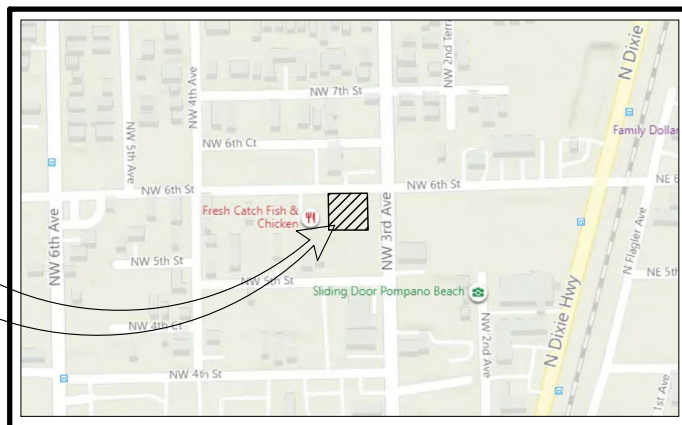 NW 4th Ave
NW 2nd Terr
N Dixie
NW 7th St
NW 5th Ave
NW 6th Ct
Family Dollar
NW 6th St
NW 6th St
NE 6
Fresh Catch Fish &
Chicken
NW 6th Ave
NW 3rd Ave
N Flagler Ave
NW 5th St
NW 5th St
NE 5th
Sliding Door Pompano Beach
N Dixie Hwy
NW 4th Ct
NW 2nd Ave
NW 4th St
1st Ave